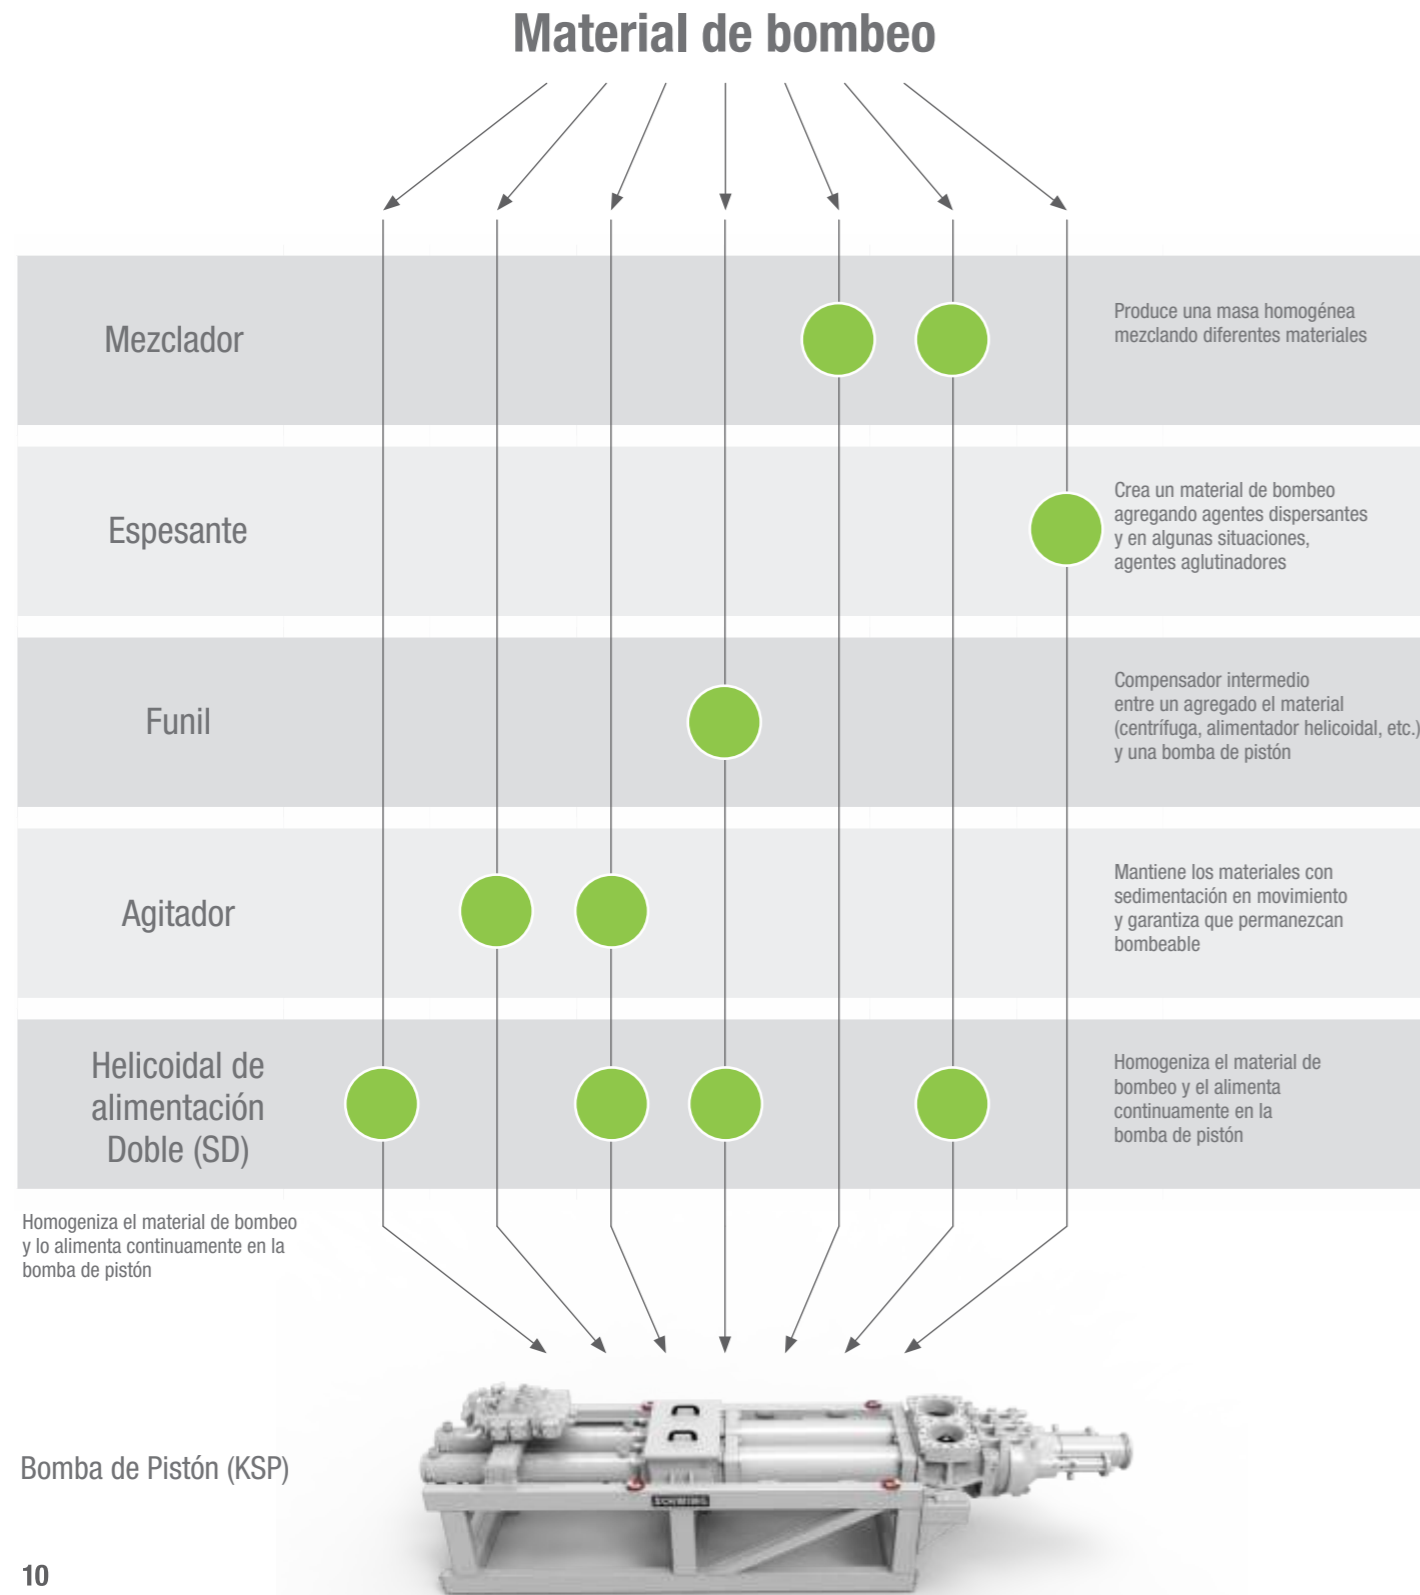 Material de bombeo
Mezclador
Produce una masa homogénea
mezclando diferentes materiales
Espesante
Crea un material de bombeo
agregando agentes dispersantes
y en algunas situaciones,
agentes aglutinadores
Funil
Compensador intermedio
entre un agregado el material
(centrífuga, alimentador helicoidal, etc.)
y una bomba de pistón
Agitador
Mantiene los materiales con
sedimentación en movimiento
y garantiza que permanezcan
bombeable
Helicoidal de
alimentación
Doble (SD)
Homogeniza el material de
bombeo y el alimenta
continuamente en la
bomba de pistón
Homogeniza el material de bombeo
y lo alimenta continuamente en la
bomba de pistón
Bomba de Pistón (KSP)
SCHWING
10